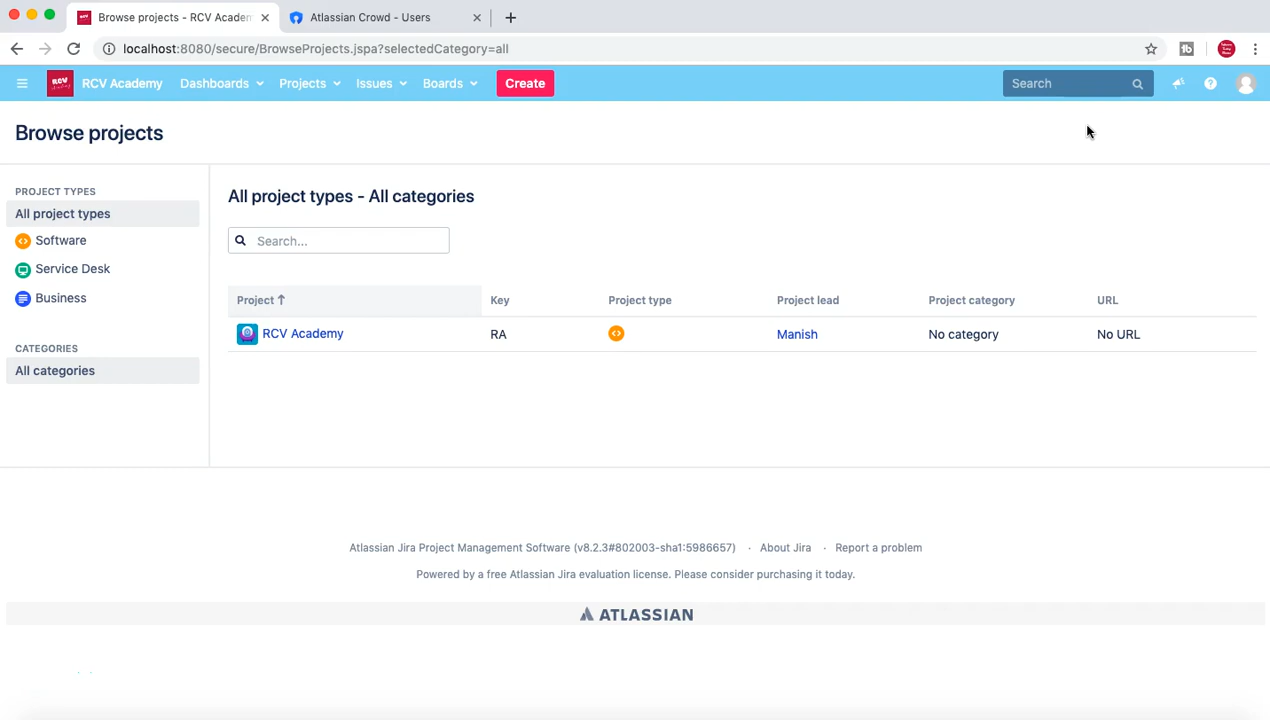 Browse projects - RCV Academ
Atlassian Crowd - Users
localhost:8080/secure/BrowseProjects.jspa?selectedCategory=all
RCV Academy Dashboards Projects Issues Boards Create Search
Browse projects
PROJECT TYPES
All project types
Software
Service Desk
Business
CATEGORIES
All categories
All project types - All categories
Search...
Project Key Project type Project lead Project category URL
RCV Academy RA Manish No category No URL
Atlassian Jira Project Management Software (v8.2.3#802003-sha1:5986657) · About Jira · Report a problem
Powered by a free Atlassian Jira evaluation license. Please consider purchasing it today.
ATLASSIAN